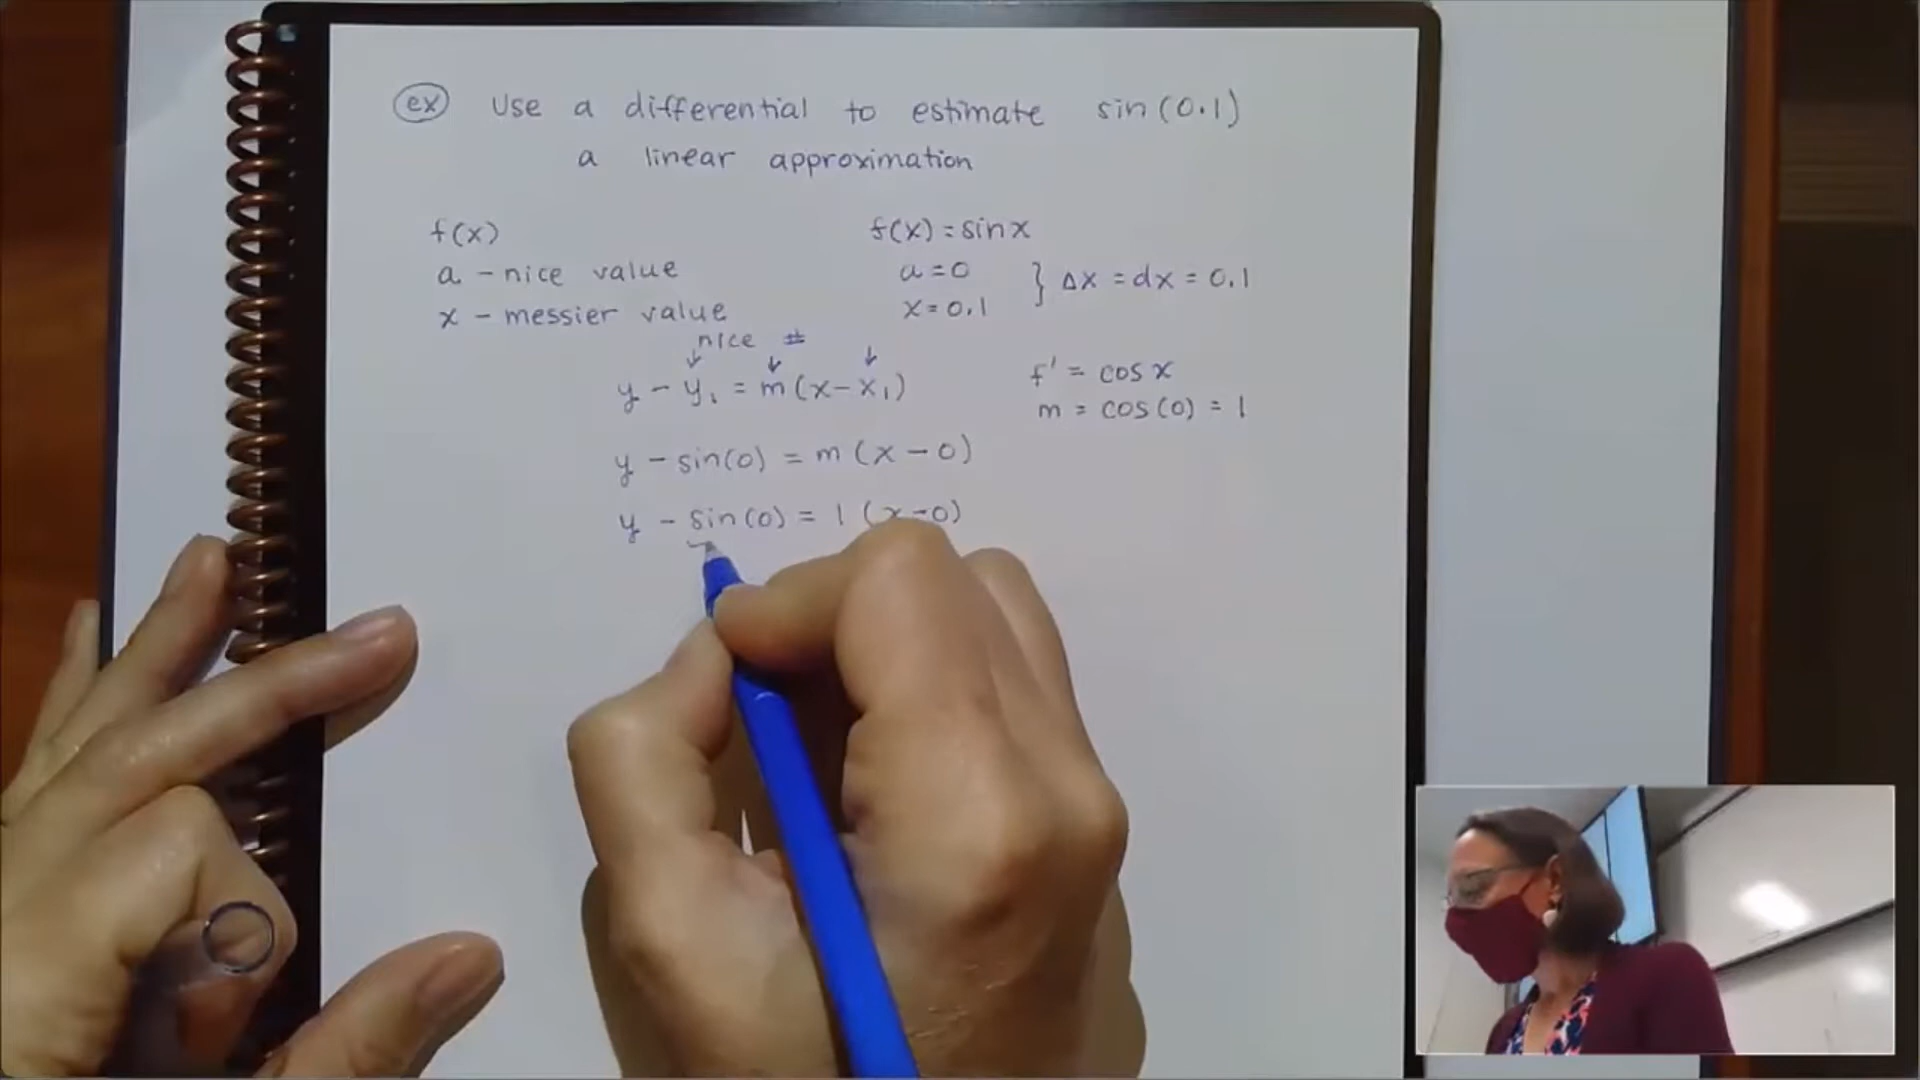 ex Use a differential to estimate sin(0.1)
a linear approximation
f(x)
a - nice value
x - messier value
f(x) = sin x
a = 0
x = 0.1
} Δx = dx = 0.1
nice #
↓ ↓ ↓
y - y₁ = m(x - x₁)
f' = cos x
m = cos(0) = 1
y - sin(0) = m(x - 0)
y - sin(0) = 1(x-0)